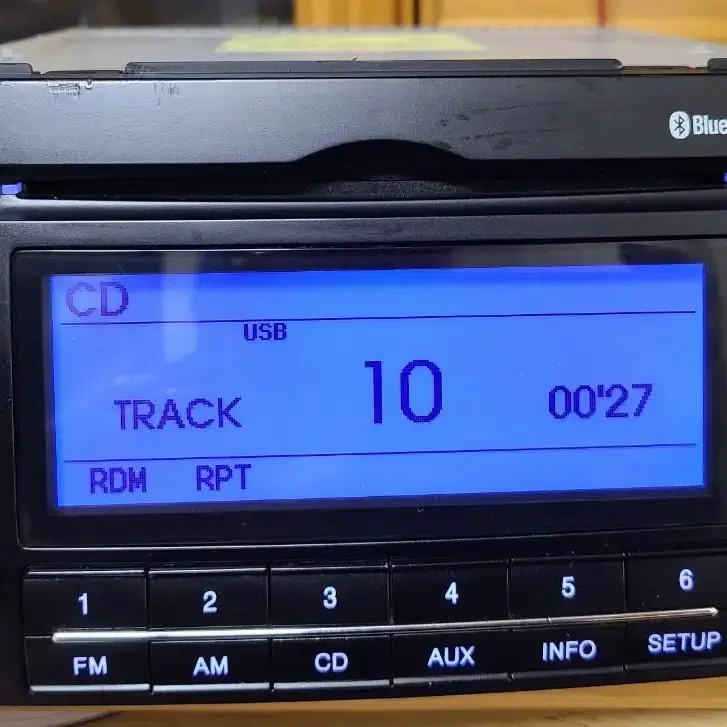 Blue
CD
USB
TRACK 10 00'27
RDM RPT
1 2 3 4 5 6
FM AM CD AUX INFO SETUP